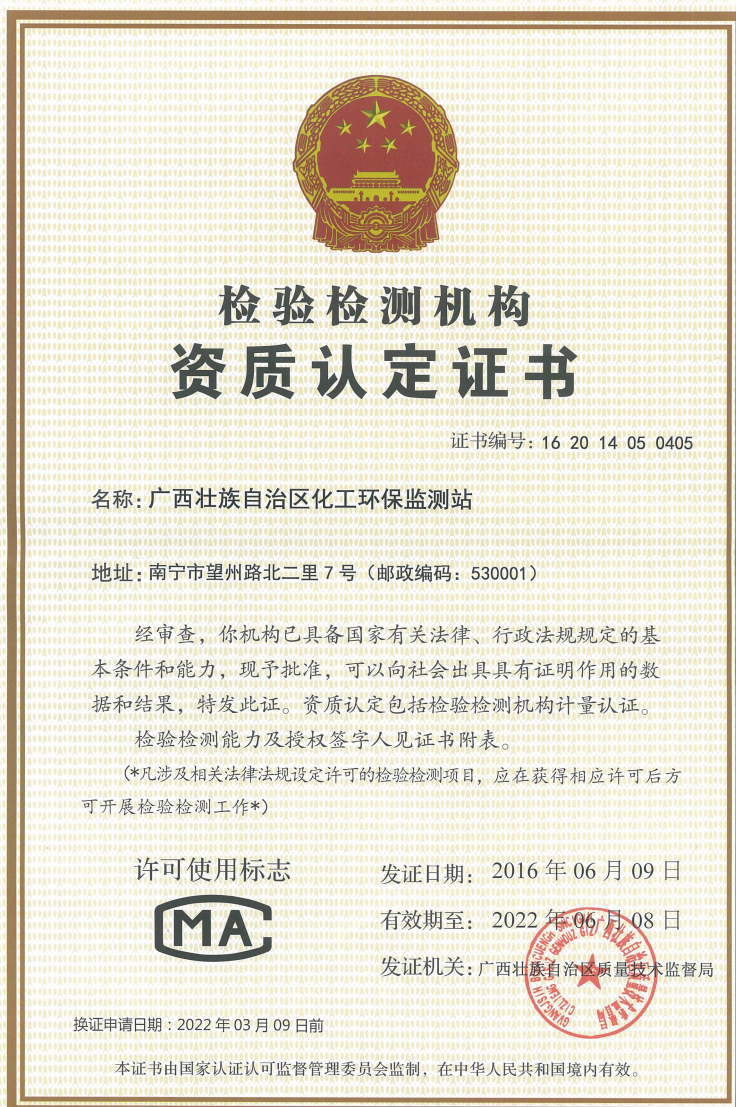 检验检测机构
资质认定证书
证书编号：16 20 14 05 0405
名称：广西壮族自治区化工环保监测站
地址：南宁市望州路北二里7号（邮政编码：530001）
经审查，你机构已具备国家有关法律、行政法规规定的基
本条件和能力，现予批准，可以向社会出具具有证明作用的数
据和结果，特发此证。资质认定包括检验检测机构计量认证。
检验检测能力及授权签字人见证书附表。
（*凡涉及相关法律法规设定许可的检验检测项目，应在获得相应许可后方
可开展检验检测工作*）
许可使用标志
MA
发证日期：2016年06月09日
有效期至：2022年06月08日
发证机关：广西壮族自治区质量技术监督局
换证申请日期：2022年03月09日前
本证书由国家认证认可监督管理委员会监制，在中华人民共和国境内有效。